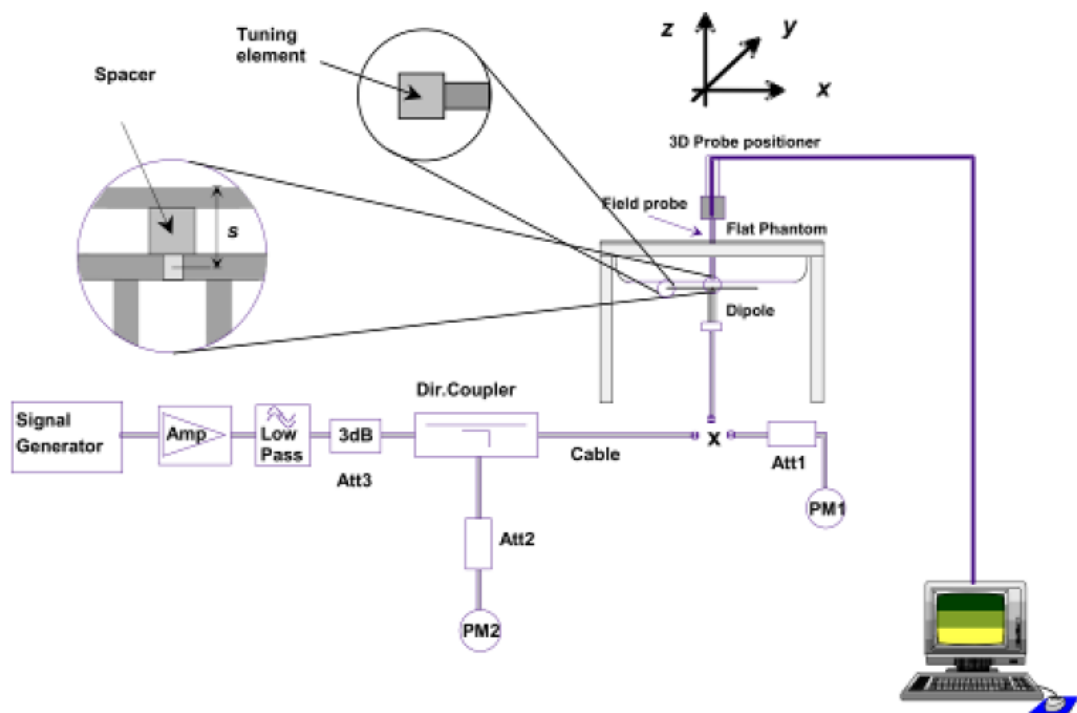 Tuning
element
Spacer
z
y
x
3D Probe positioner
Field probe
Flat Phantom
s
Dipole
Dir.Coupler
Signal
Generator
Amp
Low
Pass
3dB
Att3
Cable
x
Att1
PM1
Att2
PM2